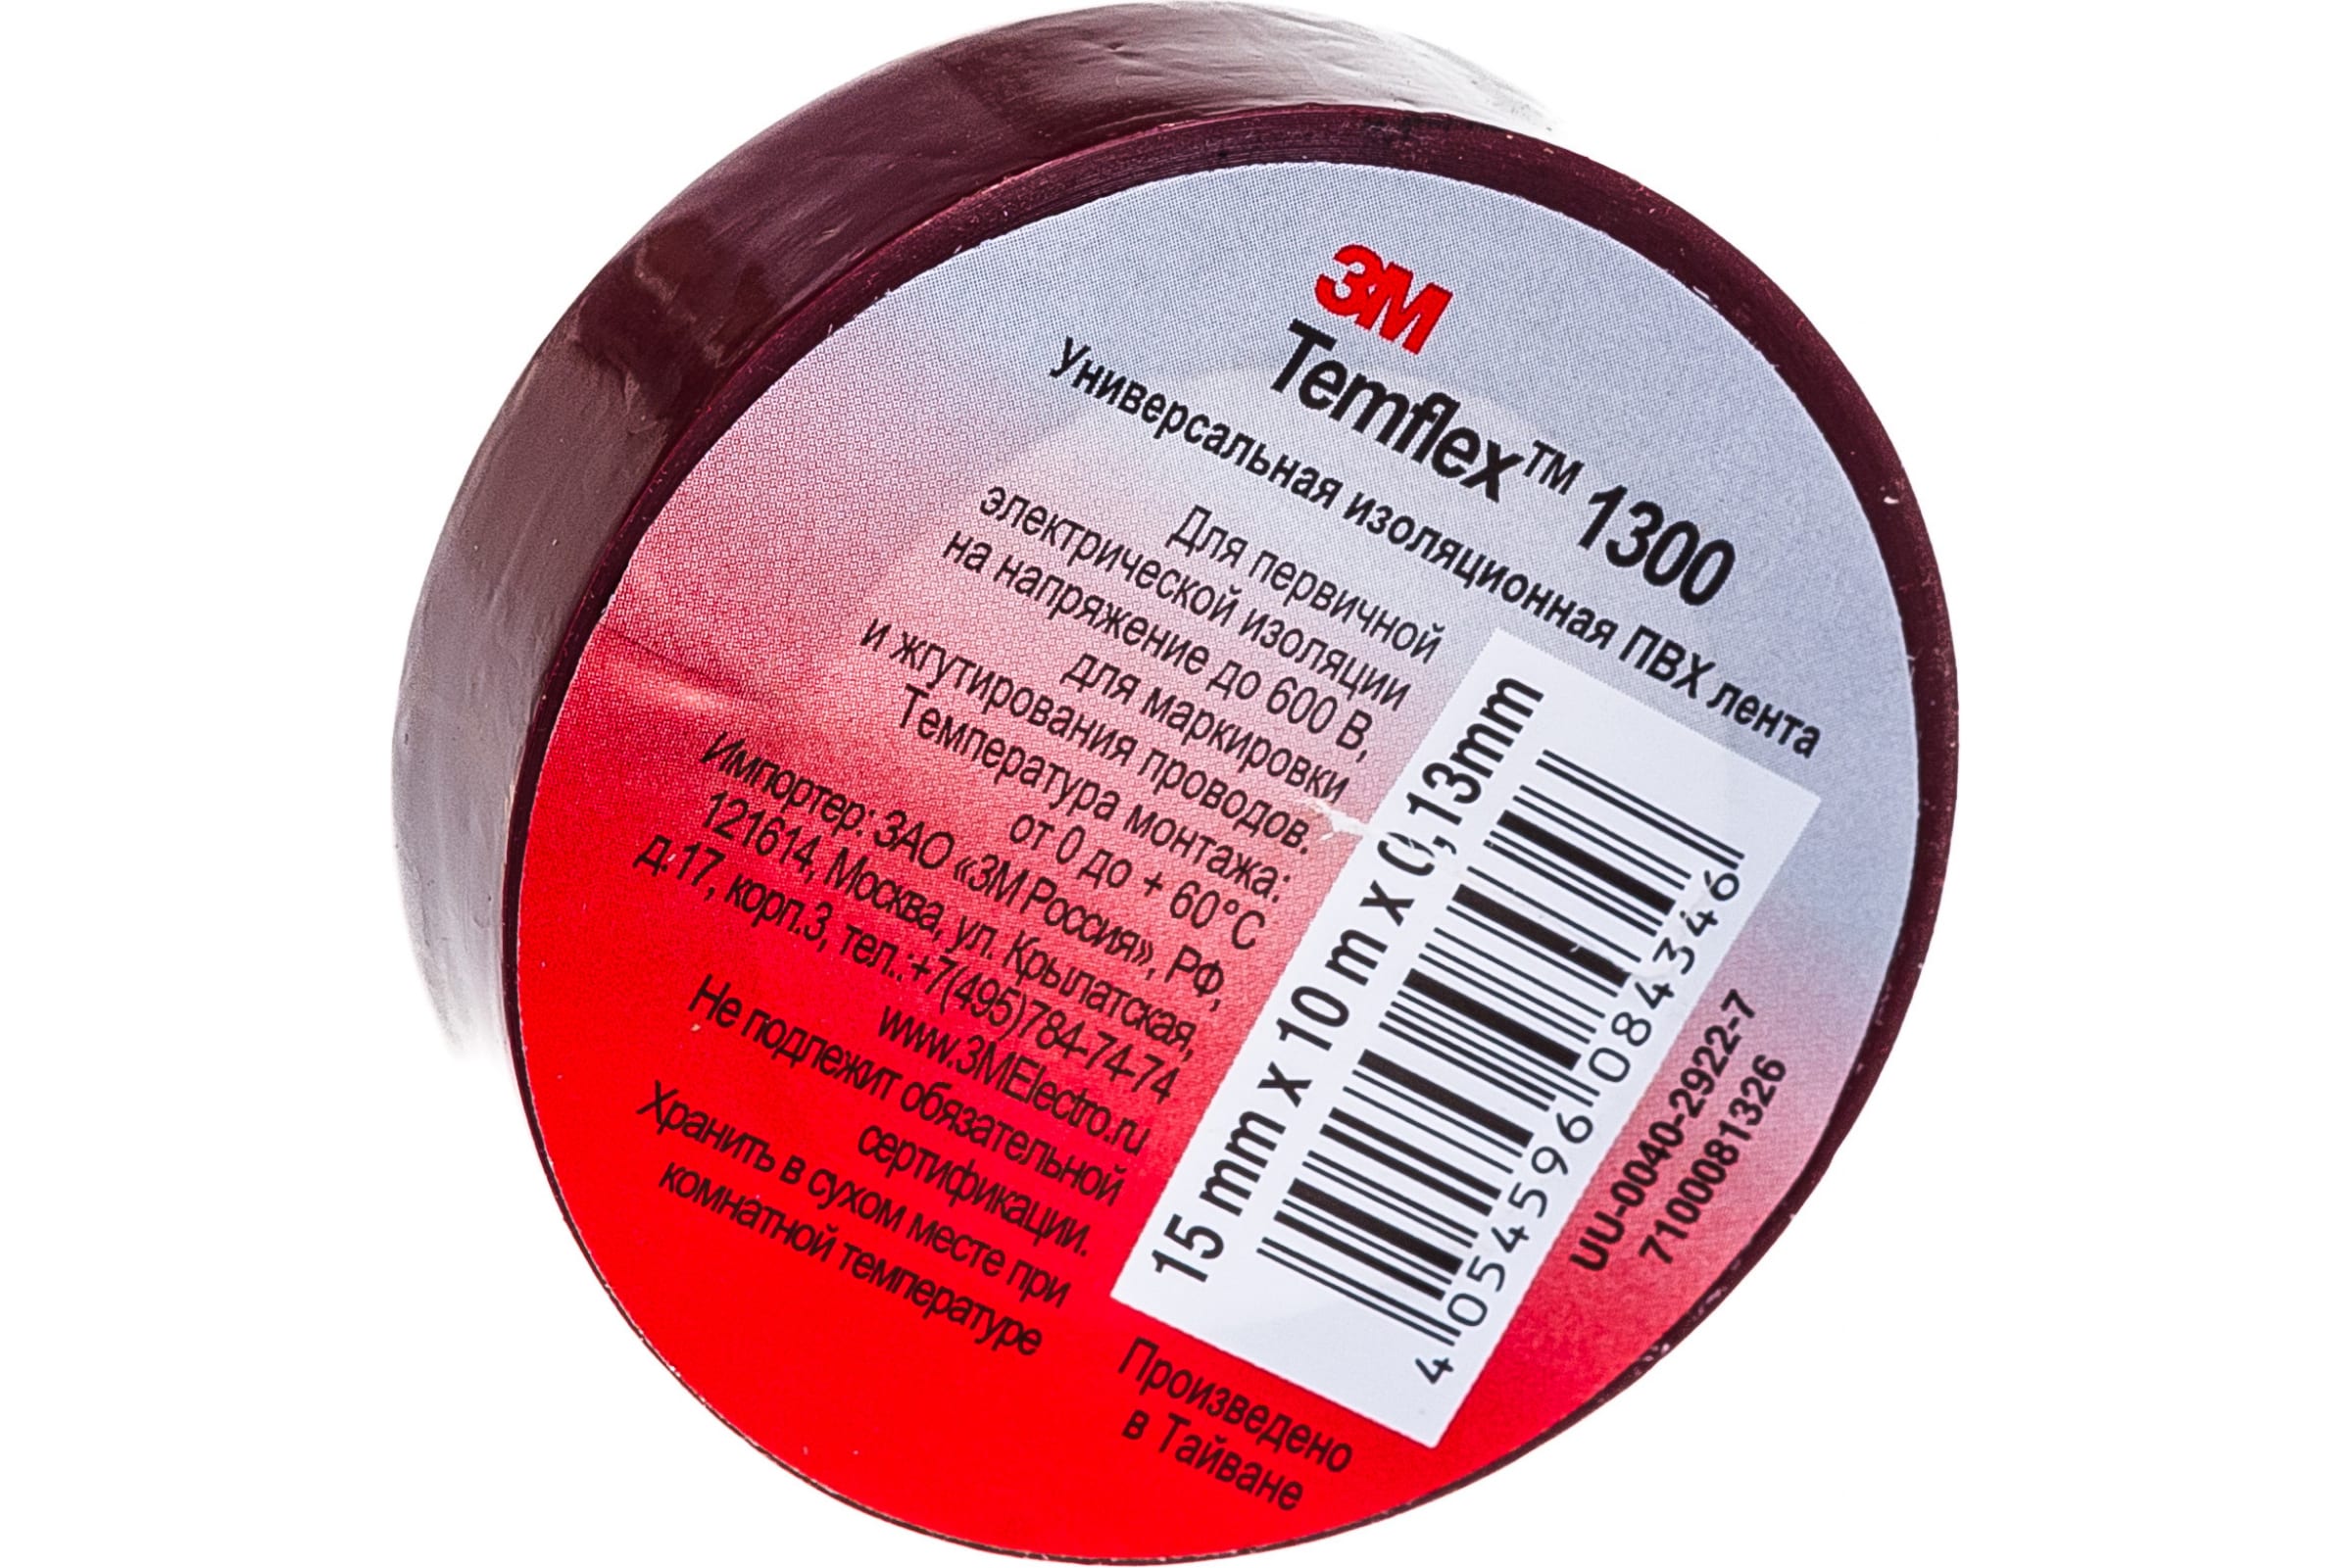 3M
Temflex™ 1300
Универсальная изоляционная ПВХ лента
Для первичной
электрической изоляции
на напряжение до 600 В,
для маркировки
и жгутирования проводов.
Температура монтажа:
от 0 до + 60°С
Импортер: ЗАО «3М Россия», РФ,
121614, Москва, ул. Крылатская,
д.17, корп.3, тел.:+7(495)784-74-74
www.3MElectro.ru
Не подлежит обязательной
сертификации.
Хранить в сухом месте при
комнатной температуре
15 mm x 10 m x 0,13mm
4 054596 084346
UU-0040-2922-7
7100081326
Произведено
в Тайване